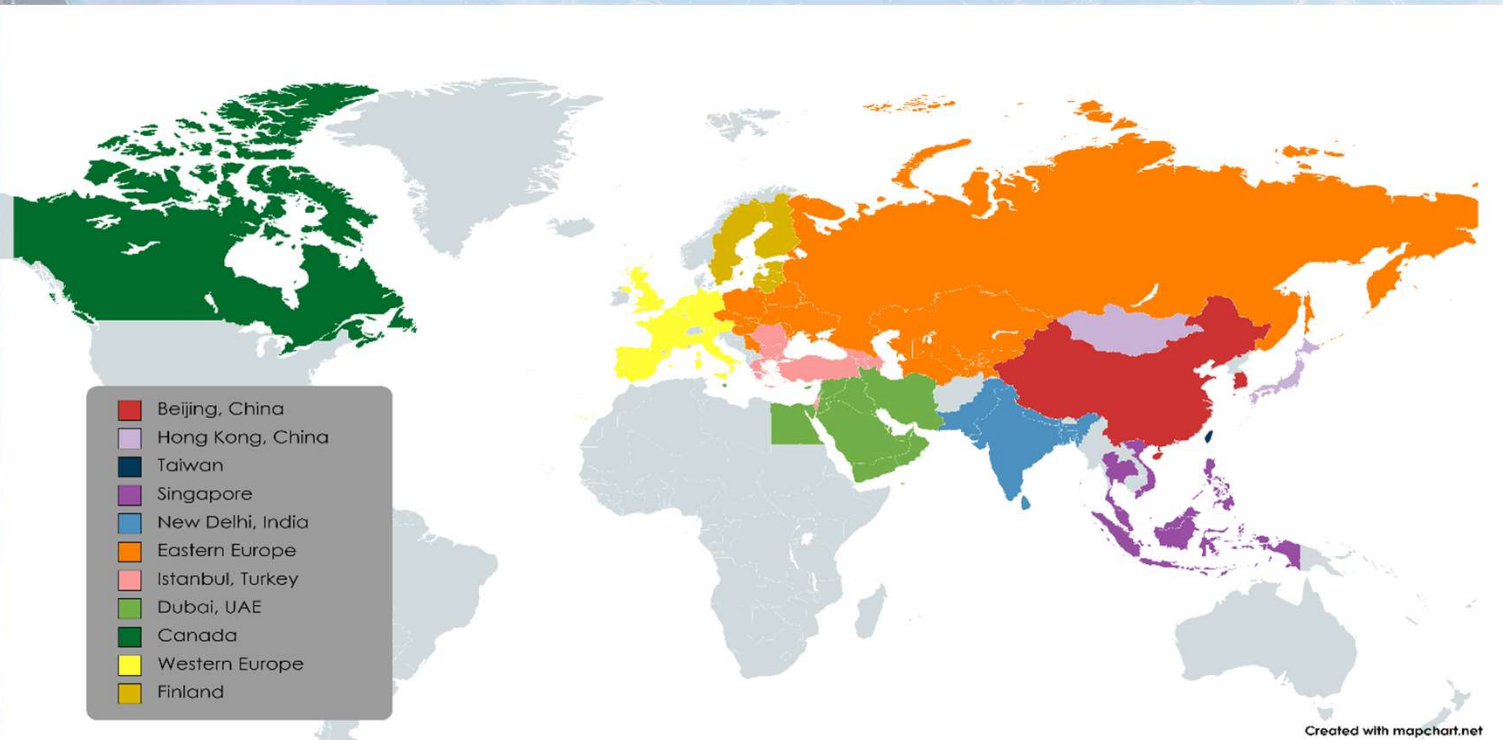 Beijing, China
Hong Kong, China
Taiwan
Singapore
New Delhi, India
Eastern Europe
Istanbul, Turkey
Dubai, UAE
Canada
Western Europe
Finland
Created with mapchart.net